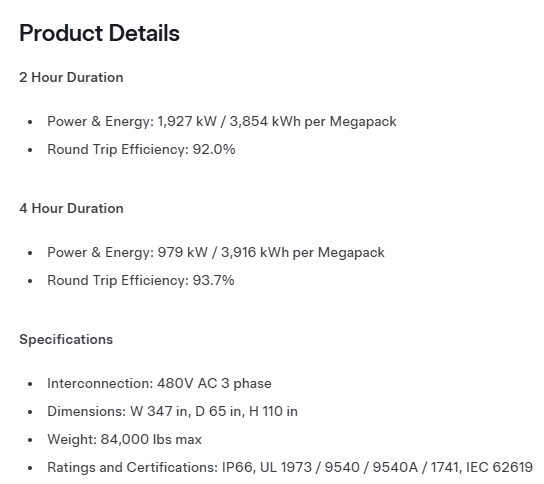 Product Details
2 Hour Duration
• Power & Energy: 1,927 kW / 3,854 kWh per Megapack
• Round Trip Efficiency: 92.0%
4 Hour Duration
• Power & Energy: 979 kW / 3,916 kWh per Megapack
• Round Trip Efficiency: 93.7%
Specifications
• Interconnection: 480V AC 3 phase
• Dimensions: W 347 in, D 65 in, H 110 in
• Weight: 84,000 lbs max
• Ratings and Certifications: IP66, UL 1973 / 9540 / 9540A / 1741, IEC 62619